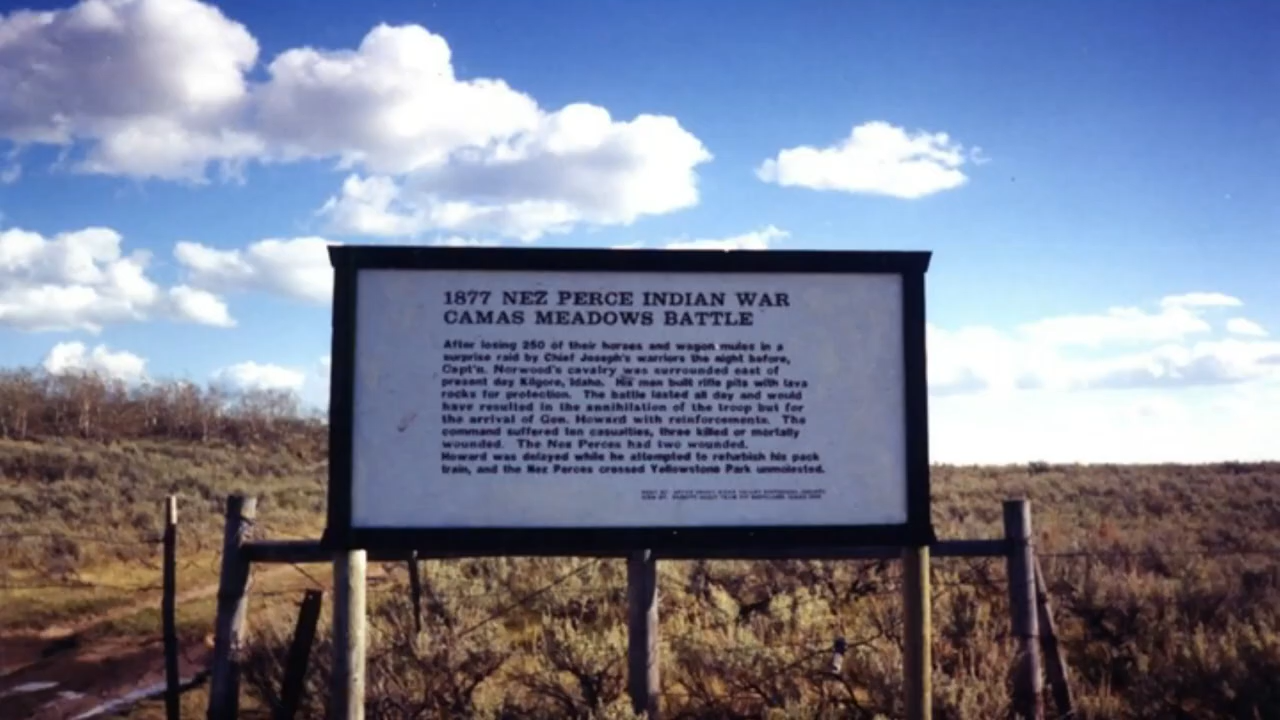 1877 NEZ PERCE INDIAN WAR
CAMAS MEADOWS BATTLE
After losing 250 of their horses and wagon mules in a
surprise raid by Chief Joseph's warriors the night before,
Capt'n. Norwood's cavalry was surrounded east of
present day Kilgore, Idaho. His men built rifle pits with lava
rocks for protection. The battle lasted all day and would
have resulted in the annihilation of the troop but for
the arrival of Gen. Howard with reinforcements. The
command suffered ten casualties, three killed or mortally
wounded. The Nez Perces had two wounded.
Howard was delayed while he attempted to refurbish his pack
train, and the Nez Perces crossed Yellowstone Park unmolested.